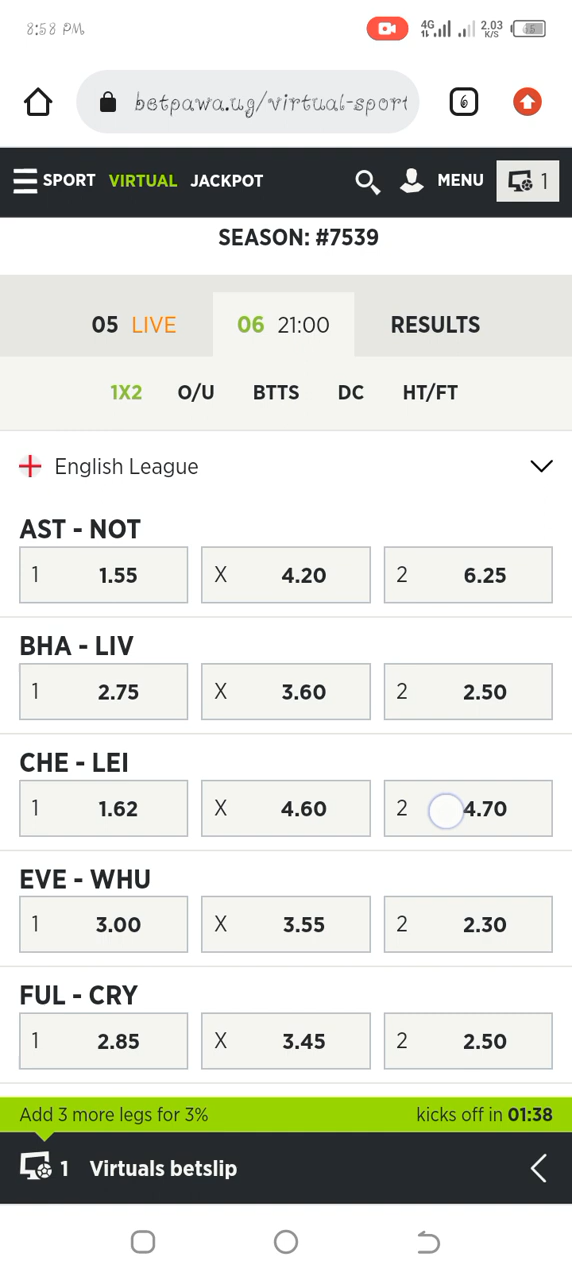 8:58 PM
4G 2.03 K/S 15
betpawa.ug/virtual-sport 6
SPORT VIRTUAL JACKPOT MENU 1
SEASON: #7539
05 LIVE 06 21:00 RESULTS
1X2 O/U BTTS DC HT/FT
English League
AST - NOT
1 1.55 X 4.20 2 6.25
BHA - LIV
1 2.75 X 3.60 2 2.50
CHE - LEI
1 1.62 X 4.60 2 4.70
EVE - WHU
1 3.00 X 3.55 2 2.30
FUL - CRY
1 2.85 X 3.45 2 2.50
Add 3 more legs for 3% kicks off in 01:38
1 Virtuals betslip